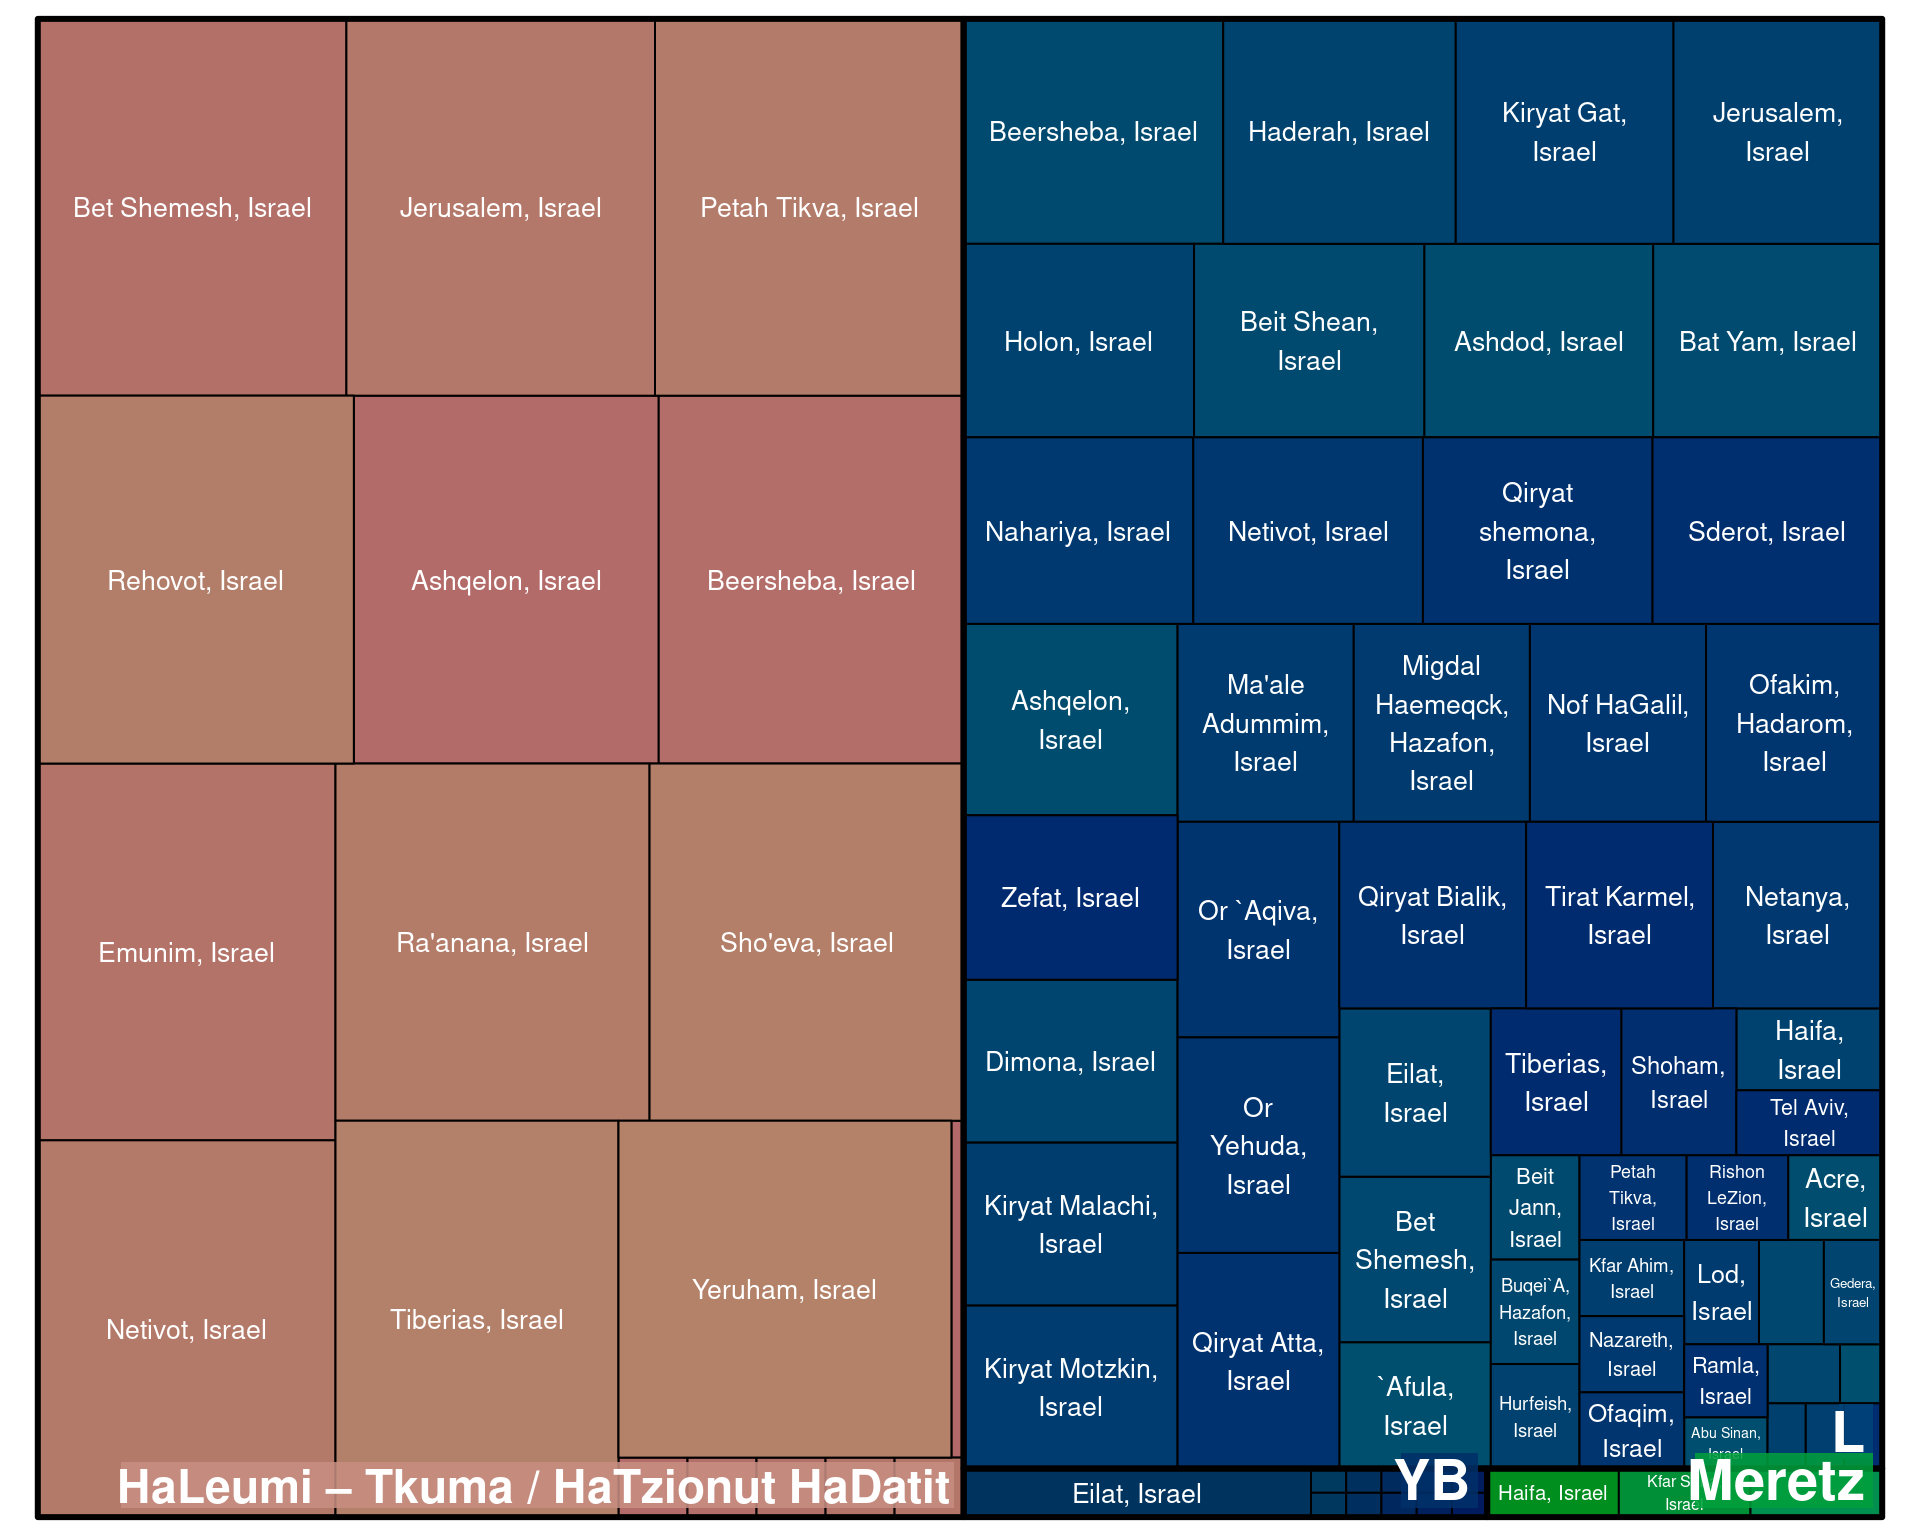 Bet Shemesh, Israel
Jerusalem, Israel
Petah Tikva, Israel
Rehovot, Israel
Ashqelon, Israel
Beersheba, Israel
Emunim, Israel
Ra'anana, Israel
Sho'eva, Israel
Netivot, Israel
Tiberias, Israel
Yeruham, Israel
HaLeumi – Tkuma / HaTzionut HaDatit
Beersheba, Israel
Haderah, Israel
Kiryat Gat,
Israel
Jerusalem,
Israel
Holon, Israel
Beit Shean,
Israel
Ashdod, Israel
Bat Yam, Israel
Nahariya, Israel
Netivot, Israel
Qiryat
shemona,
Israel
Sderot, Israel
Ashqelon,
Israel
Ma'ale
Adummim,
Israel
Migdal
Haemeqck,
Hazafon,
Israel
Nof HaGalil,
Israel
Ofakim,
Hadarom,
Israel
Zefat, Israel
Or `Aqiva,
Israel
Qiryat Bialik,
Israel
Tirat Karmel,
Israel
Netanya,
Israel
Dimona, Israel
Or
Yehuda,
Israel
Eilat,
Israel
Tiberias,
Israel
Shoham,
Israel
Haifa,
Israel
Tel Aviv,
Israel
Kiryat Malachi,
Israel
Bet
Shemesh,
Israel
Beit
Jann,
Israel
Petah
Tikva,
Israel
Rishon
LeZion,
Israel
Acre,
Israel
Kiryat Motzkin,
Israel
Qiryat Atta,
Israel
`Afula,
Israel
Buqei`A,
Hazafon,
Israel
Kfar Ahim,
Israel
Lod,
Israel
Gedera,
Israel
Nazareth,
Israel
Ramla,
Israel
Hurfeish,
Israel
Ofaqim,
Israel
Abu Sinan,
Israel
L
Eilat, Israel
YB
Haifa, Israel
Kfar
Israel
Meretz